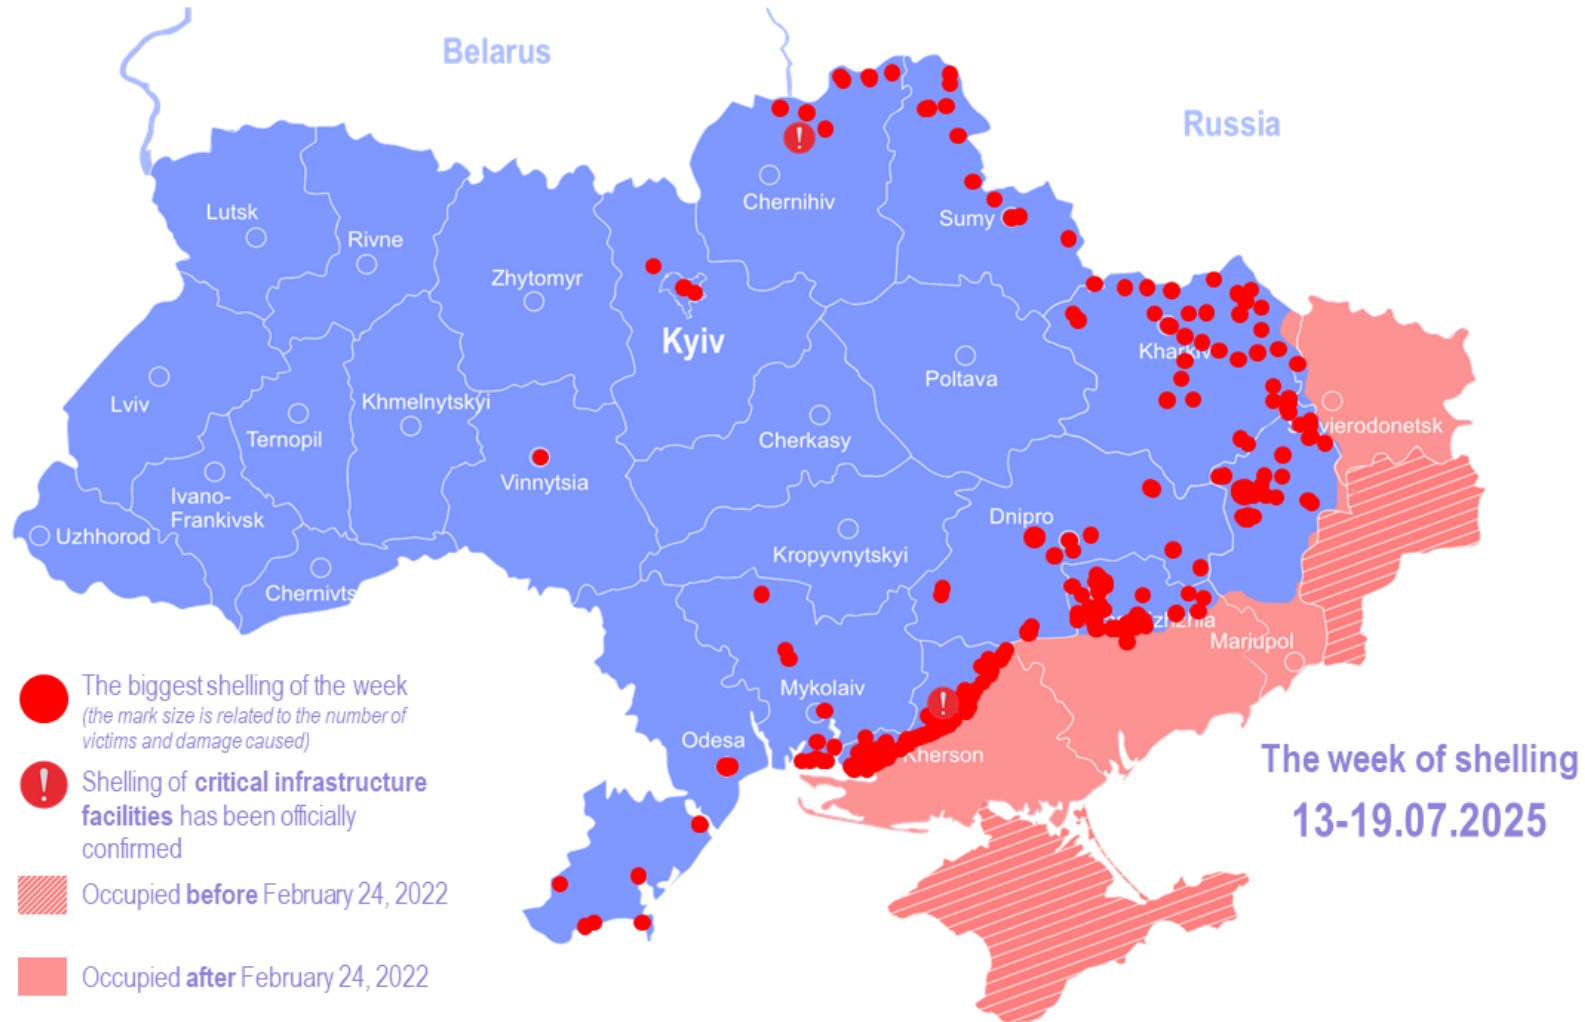 Belarus
Russia
Chernihiv
Lutsk
Sumy
Rivne
Zhytomyr
Kyiv
Kharkiv
Poltava
Lviv
Khmelnytskyi
Ternopil
Cherkasy
vierodonetsk
Vinnytsia
Ivano-
Frankivsk
Dnipro
Uzhhorod
Kropyvnytskyi
Chernivts
zhzhia
Mariupol
Mykolaiv
Odesa
Kherson
The biggest shelling of the week
(the mark size is related to the number of
victims and damage caused)
Shelling of critical infrastructure
facilities has been officially
confirmed
Occupied before February 24, 2022
Occupied after February 24, 2022
The week of shelling
13-19.07.2025